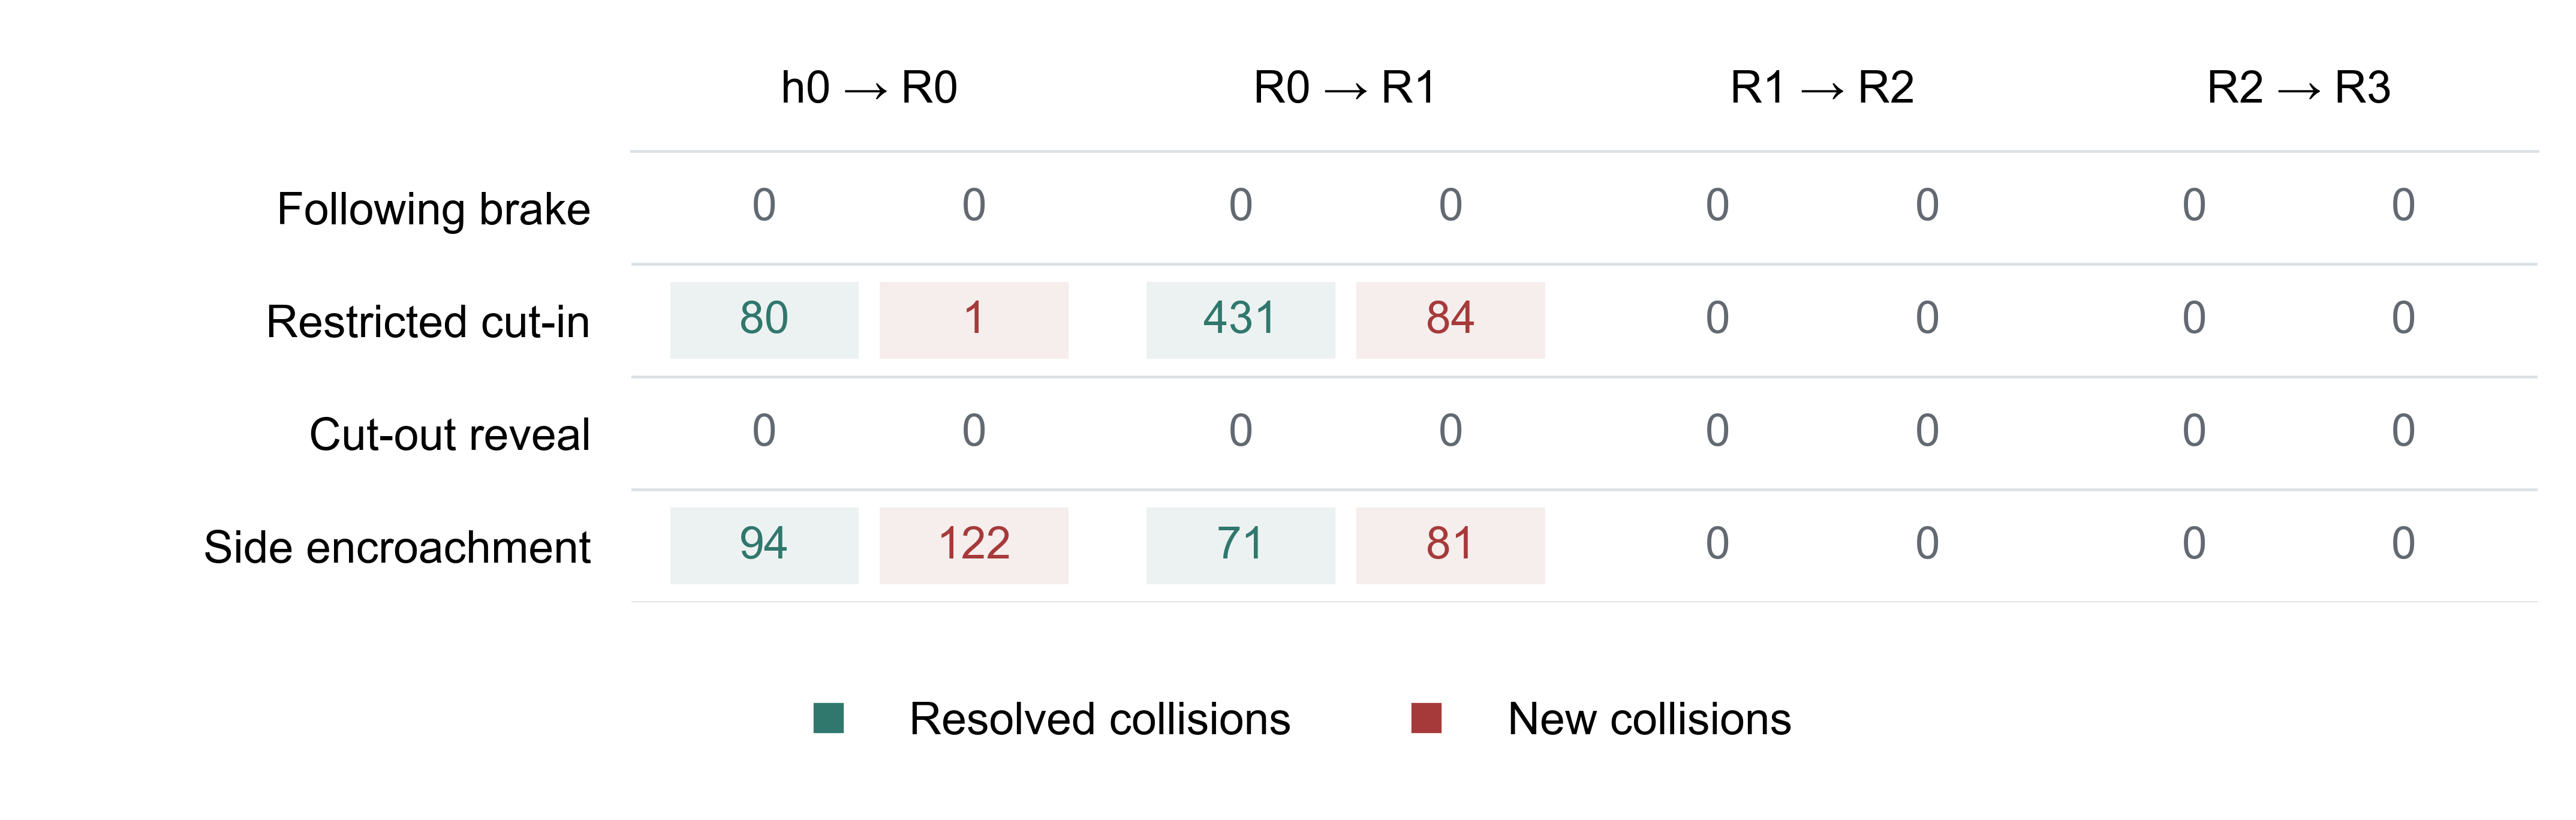 h0 → R0 R0 → R1 R1 → R2 R2 → R3
Following brake 0 0 0 0 0 0 0 0
Restricted cut-in 80 1 431 84 0 0 0 0
Cut-out reveal 0 0 0 0 0 0 0 0
Side encroachment 94 122 71 81 0 0 0 0
Resolved collisions New collisions